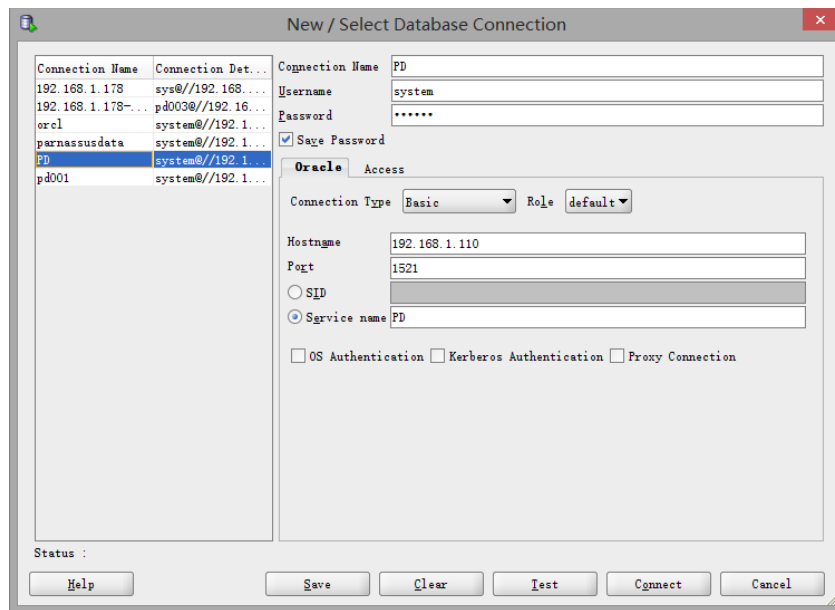 New / Select Database Connection
Connection Name Connection Det...
192.168.1.178 sys@//192.168....
192.168.1.178-... pd003@//192.16...
orcl system@//192.1...
parnassusdata system@//192.1...
PD system@//192.1...
pd001 system@//192.1...
Connection Name PD
Username system
Password ••••••
Save Password
Oracle Access
Connection Type Basic Role default
Hostname 192.168.1.110
Port 1521
SID
Service name PD
OS Authentication Kerberos Authentication Proxy Connection
Status :
Help Save Clear Test Connect Cancel